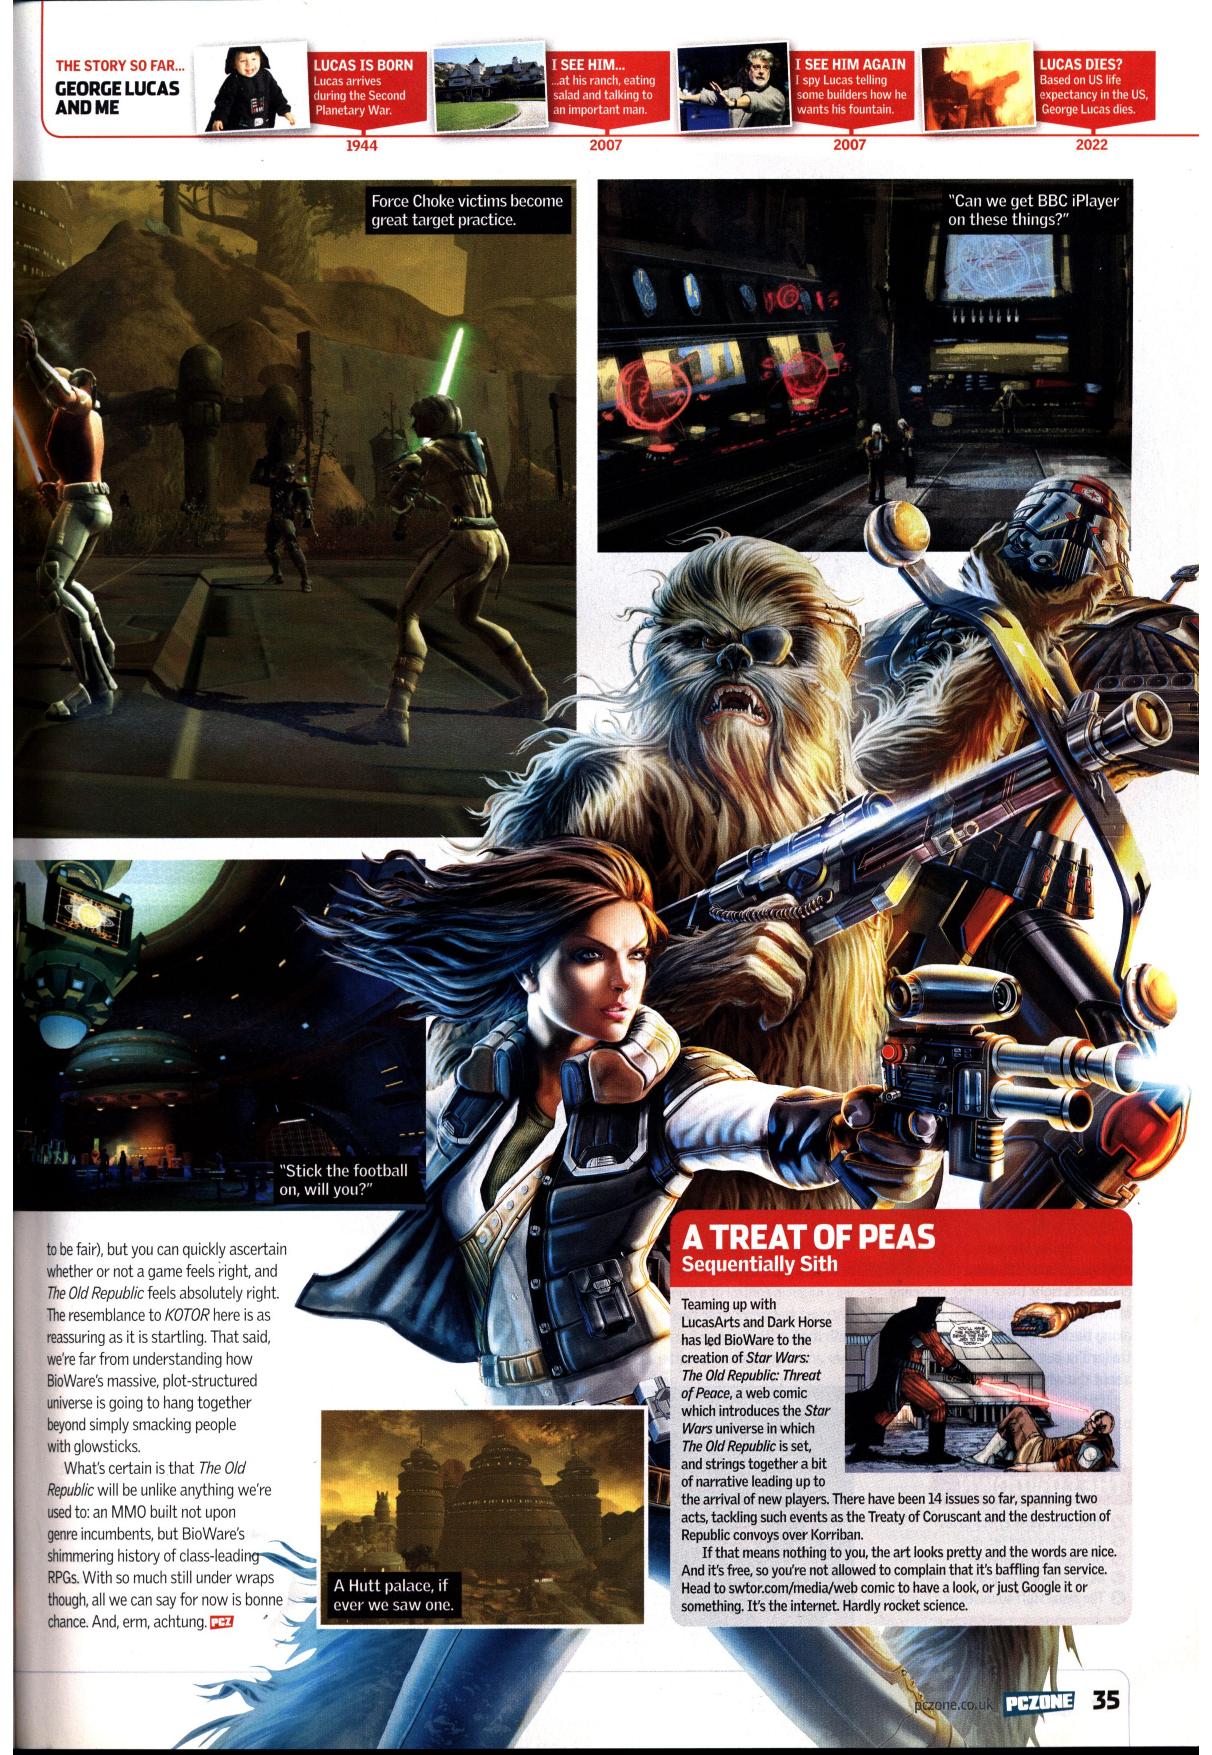 THE STORY SO FAR...
GEORGE LUCAS
AND ME
LUCAS IS BORN
Lucas arrives
during the Second
Planetary War.
1944
I SEE HIM...
...at his ranch, eating
salad and talking to
an important man.
2007
I SEE HIM AGAIN
I spy Lucas telling
some builders how he
wants his fountain.
2007
LUCAS DIES?
Based on US life
expectancy in the US,
George Lucas dies.
2022
Force Choke victims become
great target practice.
"Can we get BBC iPlayer
on these things?"
"Stick the football
on, will you?"
to be fair), but you can quickly ascertain
whether or not a game feels right, and
The Old Republic feels absolutely right.
The resemblance to KOTOR here is as
reassuring as it is startling. That said,
we're far from understanding how
BioWare's massive, plot-structured
universe is going to hang together
beyond simply smacking people
with glowsticks.
What's certain is that The Old
Republic will be unlike anything we're
used to: an MMO built not upon
genre incumbents, but BioWare's
shimmering history of class-leading
RPGs. With so much still under wraps
though, all we can say for now is bonne
chance. And, erm, achtung. PCZ
A Hutt palace, if
ever we saw one.
A TREAT OF PEAS
Sequentially Sith
Teaming up with
LucasArts and Dark Horse
has led BioWare to the
creation of Star Wars:
The Old Republic: Threat
of Peace, a web comic
which introduces the Star
Wars universe in which
The Old Republic is set,
and strings together a bit
of narrative leading up to
the arrival of new players. There have been 14 issues so far, spanning two
acts, tackling such events as the Treaty of Coruscant and the destruction of
Republic convoys over Korriban.
If that means nothing to you, the art looks pretty and the words are nice.
And it's free, so you're not allowed to complain that it's baffling fan service.
Head to swtor.com/media/web comic to have a look, or just Google it or
something. It's the internet. Hardly rocket science.
pczone.co.uk PCZONE 35